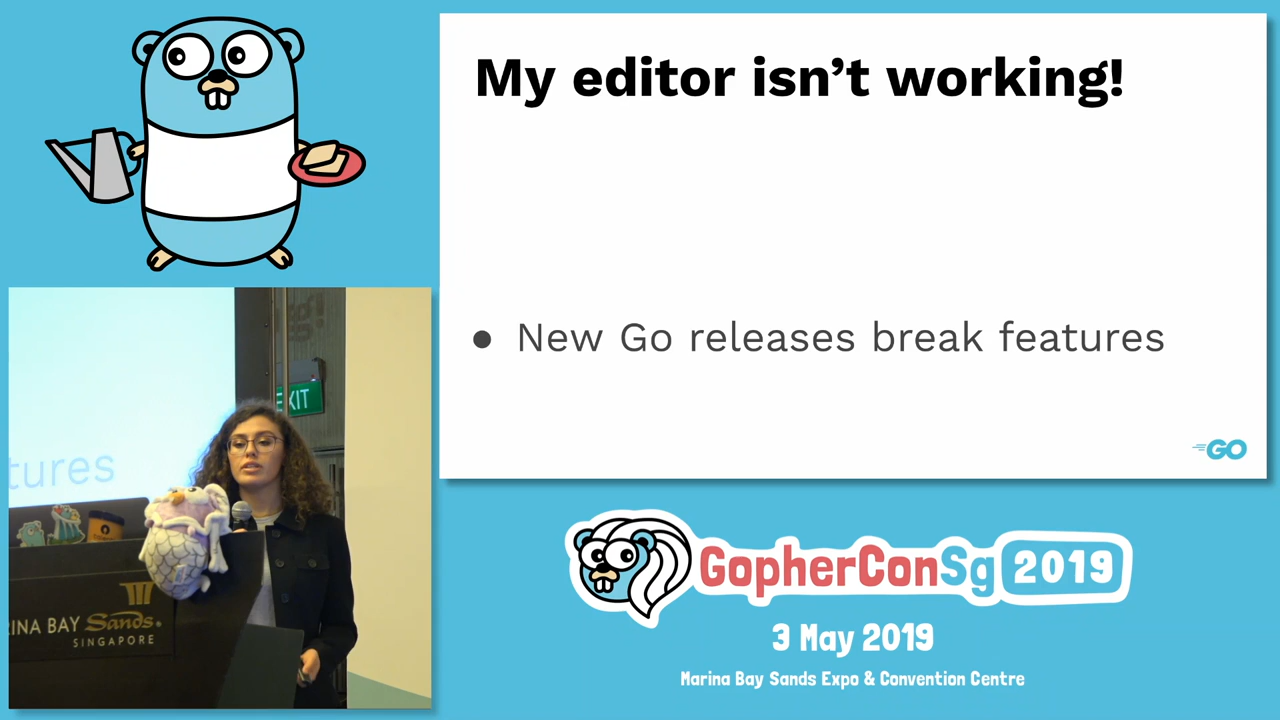 My editor isn’t working!
● New Go releases break features
GO
tures
EXIT
RINA BAY Sands®
SINGAPORE
GopherConSg 2019
3 May 2019
Marina Bay Sands Expo & Convention Centre